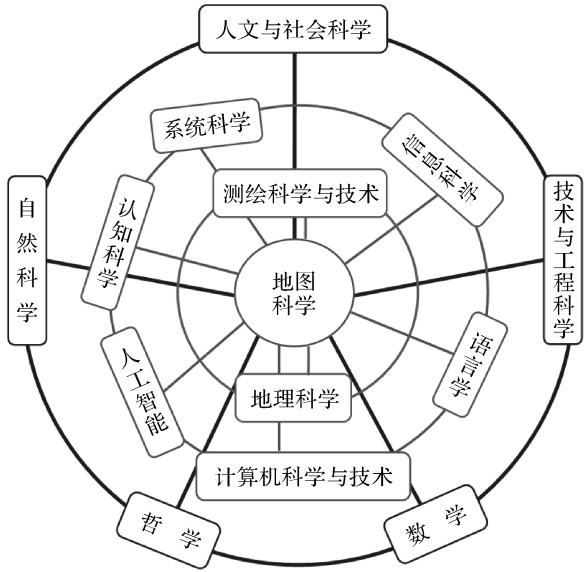 人文与社会科学
系统科学
信息科学
测绘科学与技术
自然科学
认知科学
技术与工程科学
地图
科学
人工智能
语言学
地理科学
计算机科学与技术
哲 学
数 学